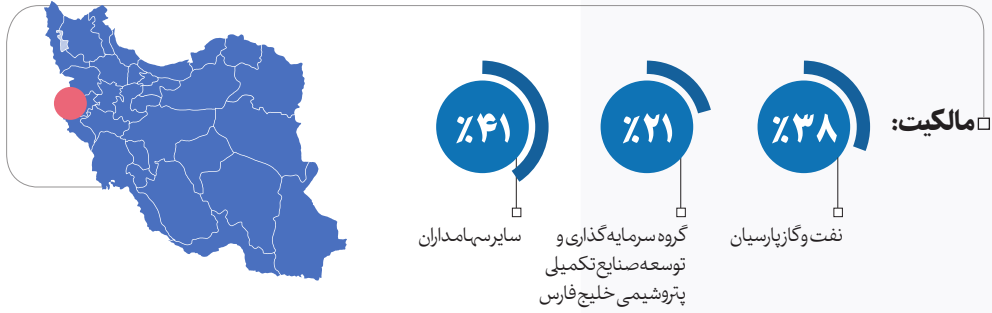 مالکیت:
٪۳۸
نفت و گاز پارسیان
٪۲۱
گروه سرمایه گذاری و
توسعه صنایع تکمیلی
پتروشیمی خلیج فارس
٪۴۱
سایر سهامداران